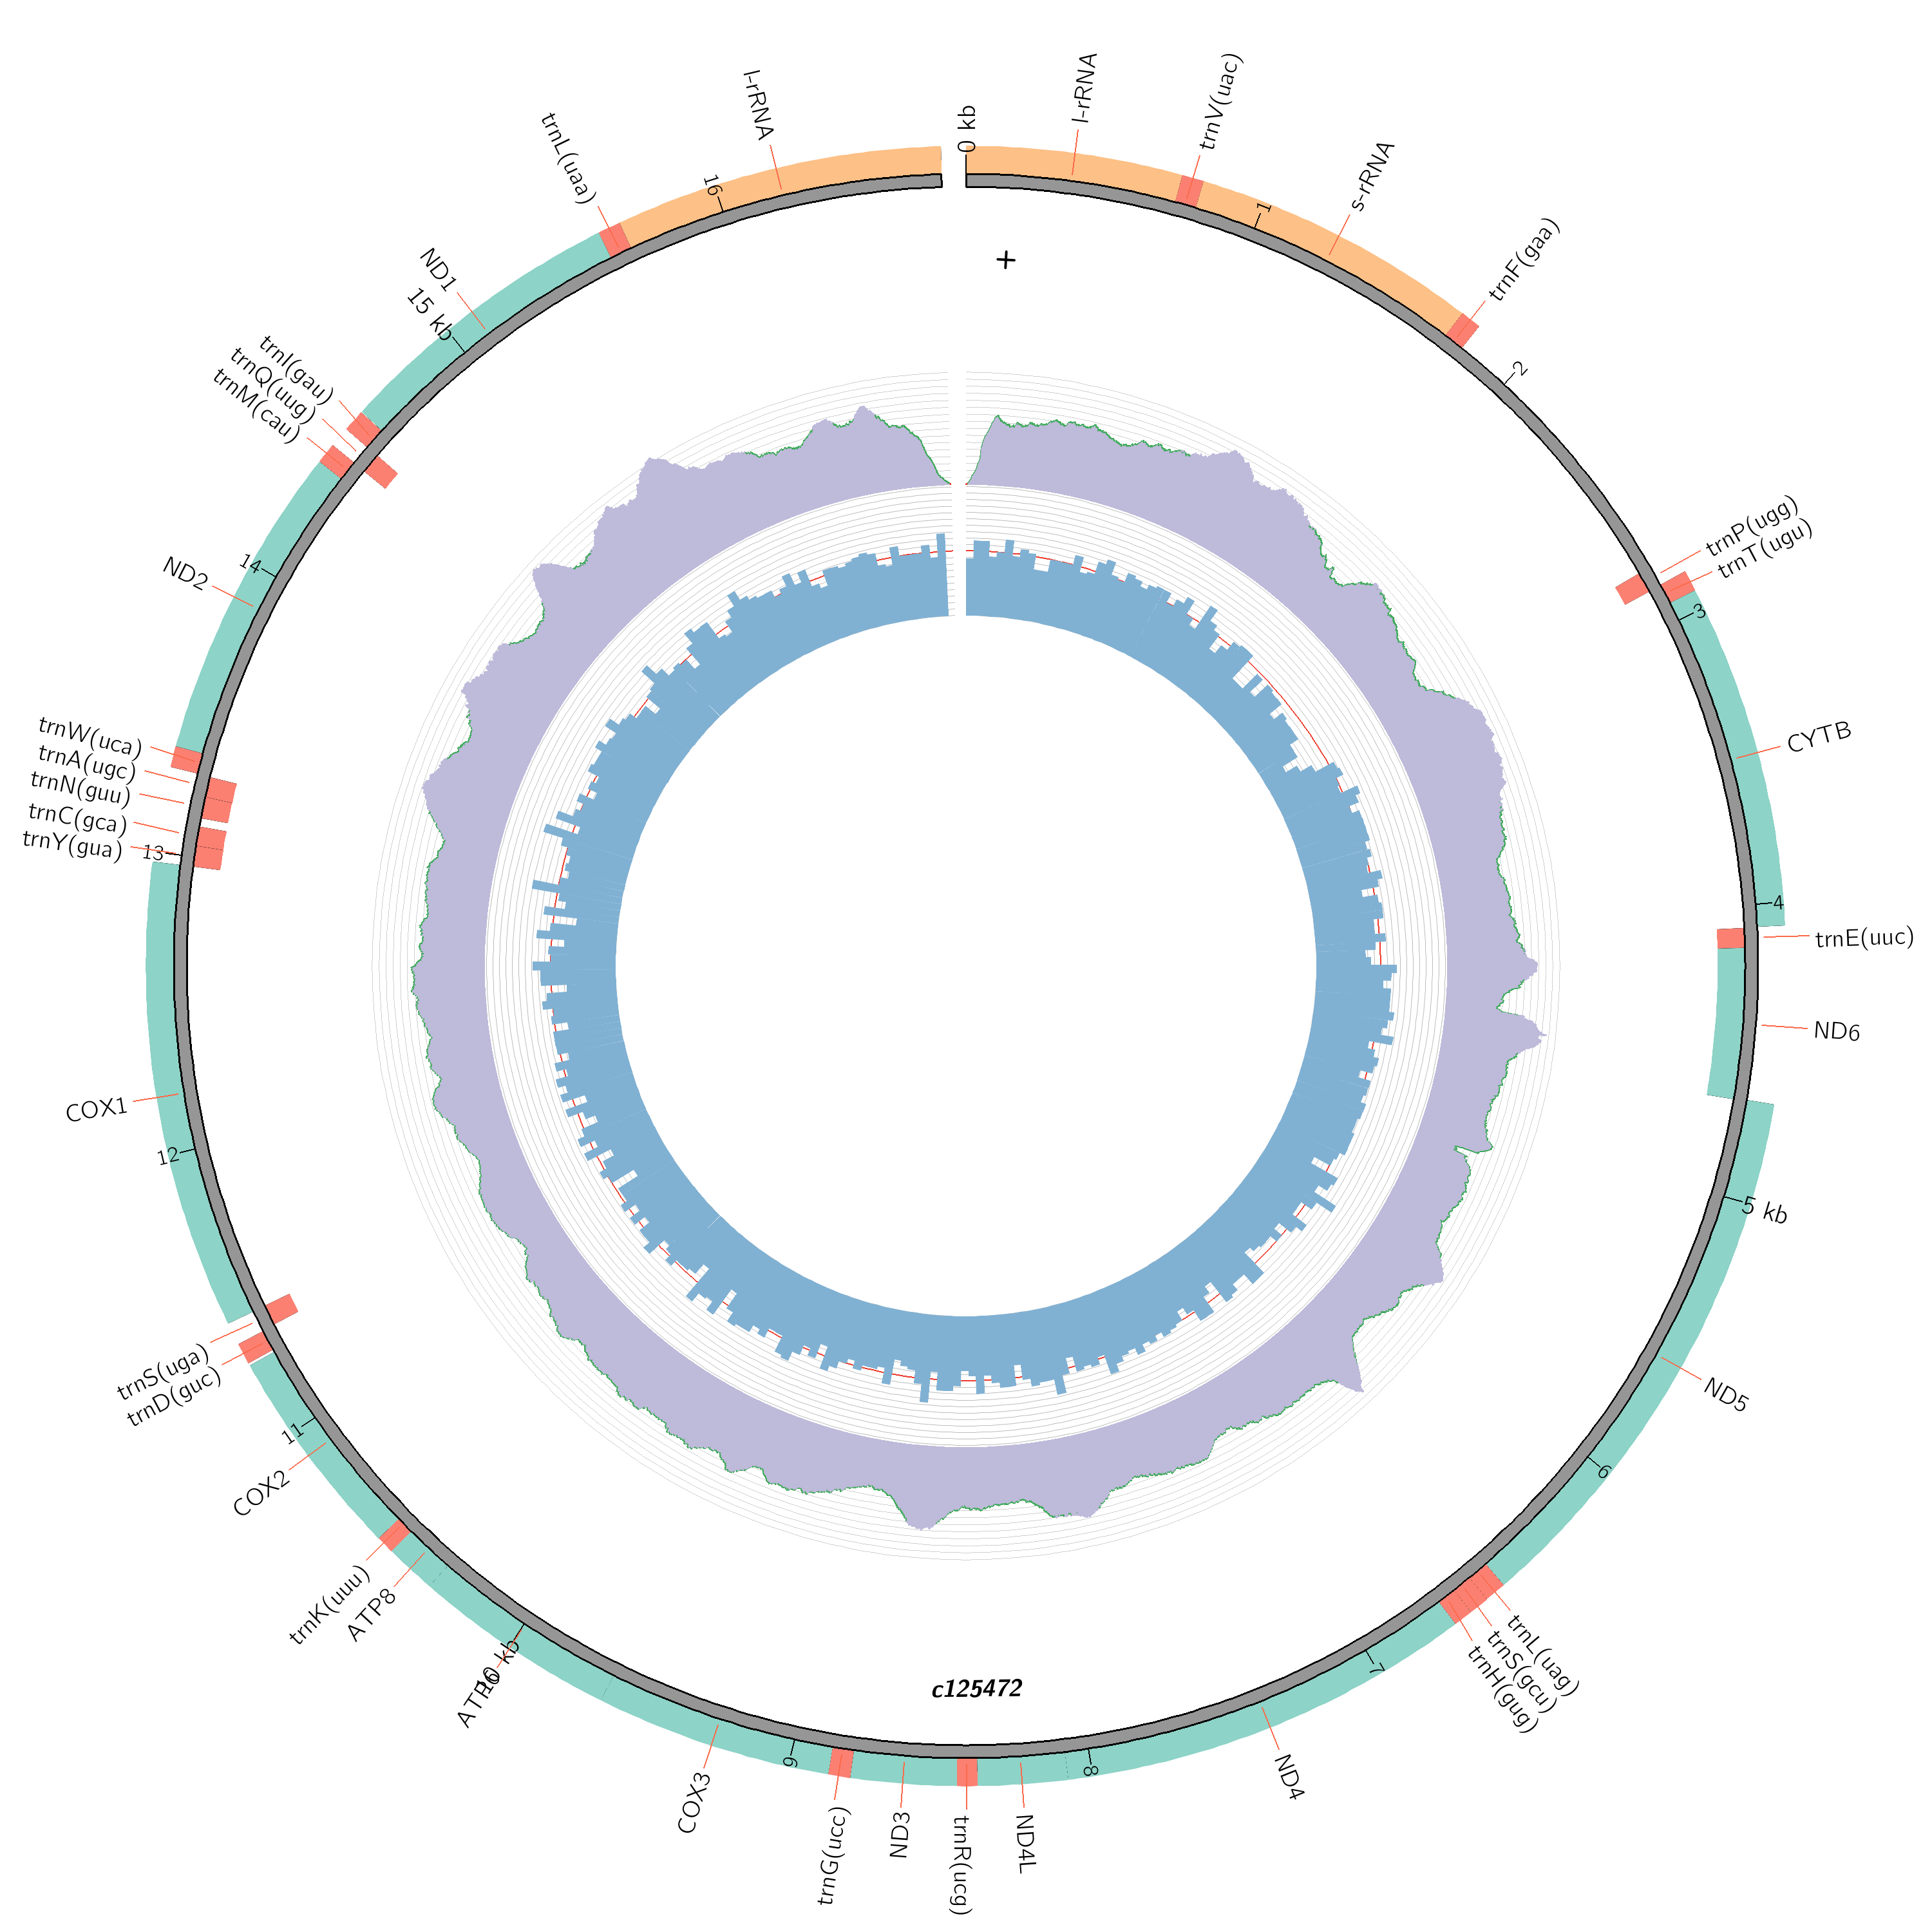 0 kb
l-rRNA
trnV(uac)
1
s-rRNA
trnF(gaa)
2
trnP(ugg)
trnT(ugu)
3
CYTB
4
trnE(uuc)
ND6
5 kb
ND5
6
trnL(uag)
trnS(gcu)
trnH(gug)
7
ND4
8
ND4L
trnR(ucg)
ND3
trnG(ucc)
9
COX3
10 kb
ATP6
ATP8
trnK(uuu)
COX2
11
trnD(guc)
trnS(uga)
12
COX1
13
trnY(gua)
trnC(gca)
trnN(guu)
trnA(ugc)
trnW(uca)
ND2
14
trnM(cau)
trnQ(uug)
trnI(gau)
15 kb
ND1
trnL(uaa)
16
l-rRNA
+
c125472